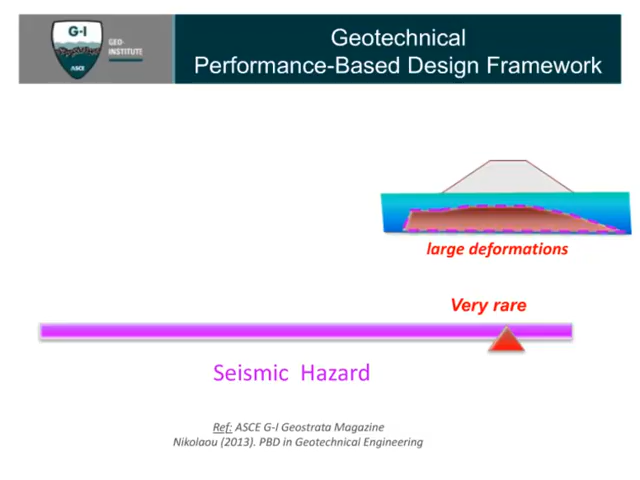 G-I
ASCE
GEO-
INSTITUTE
Geotechnical
Performance-Based Design Framework
large deformations
Very rare
Seismic Hazard
Ref: ASCE G-I Geostrata Magazine
Nikolaou (2013). PBD in Geotechnical Engineering